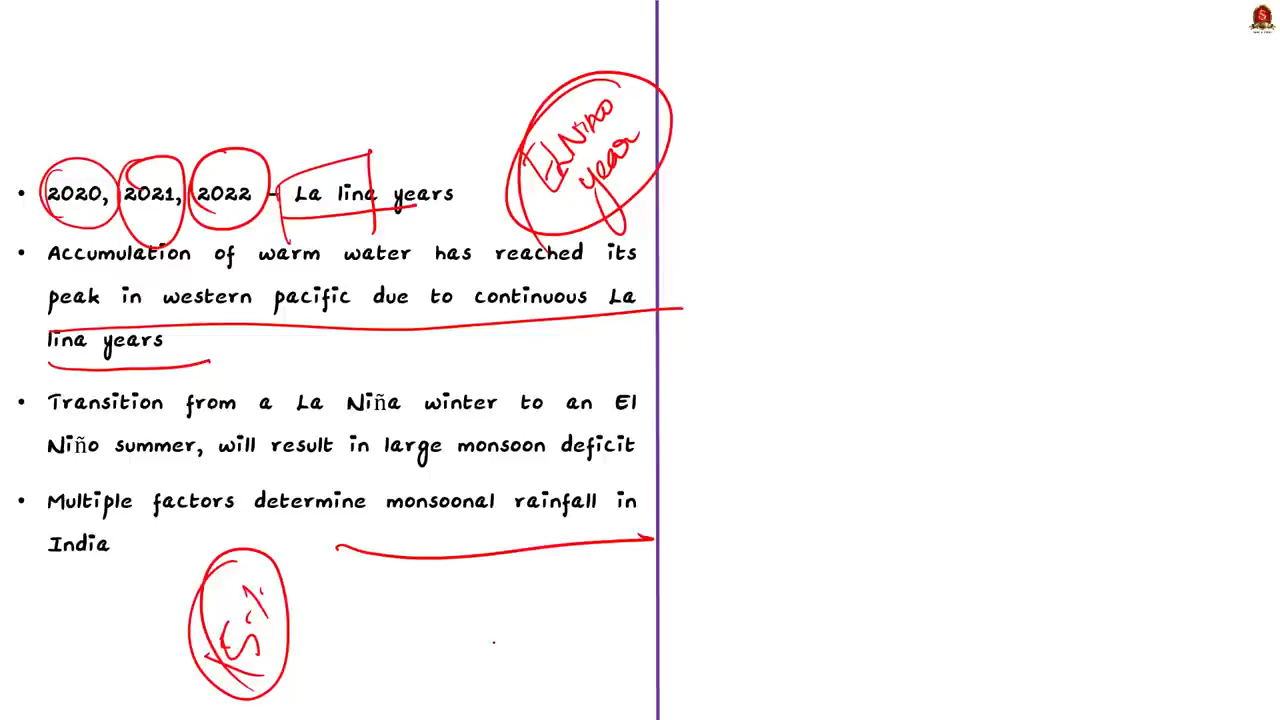 El Nino
year
• 2020, 2021, 2022 - La lina years
• Accumulation of warm water has reached its
peak in western pacific due to continuous La
lina years
• Transition from a La Niña winter to an El
Niño summer, will result in large monsoon deficit
• Multiple factors determine monsoonal rainfall in
India